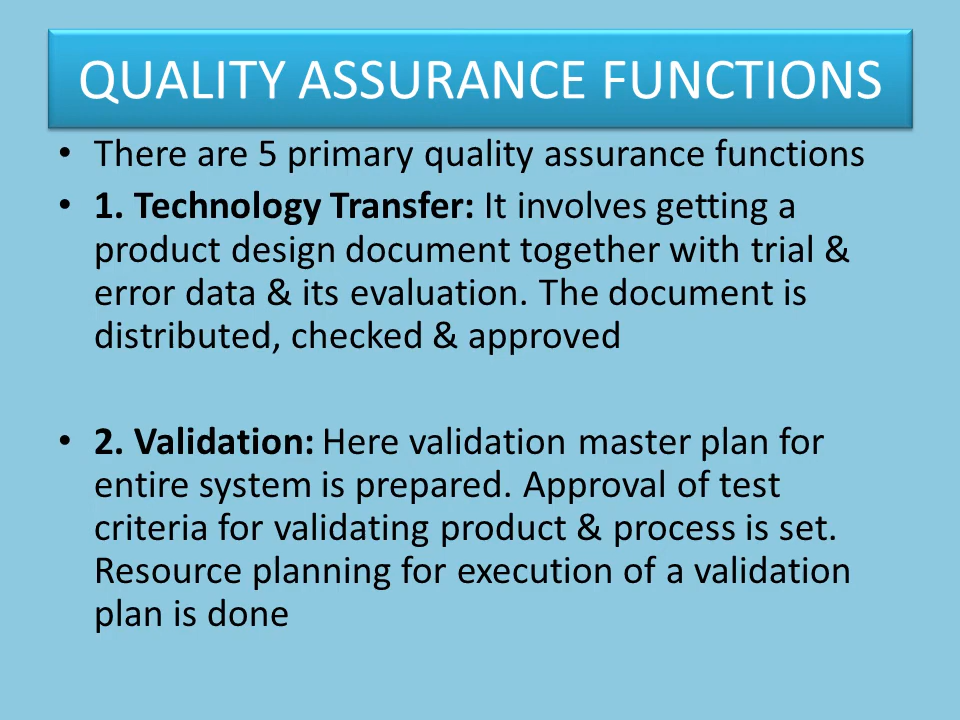 QUALITY ASSURANCE FUNCTIONS
• There are 5 primary quality assurance functions
• 1. Technology Transfer: It involves getting a
product design document together with trial &
error data & its evaluation. The document is
distributed, checked & approved
• 2. Validation: Here validation master plan for
entire system is prepared. Approval of test
criteria for validating product & process is set.
Resource planning for execution of a validation
plan is done